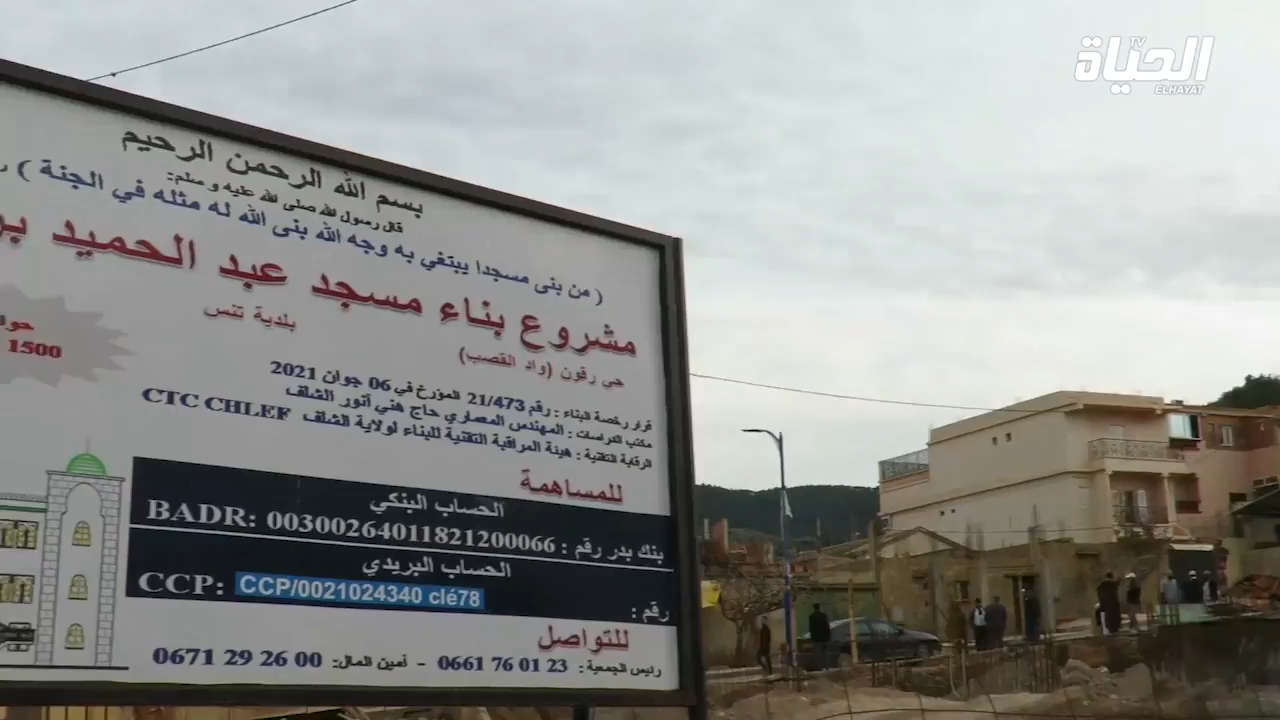 الحياة
TV
ELHAYAT
بسم الله الرحمن الرحيم
قال رسول الله صلى الله عليه و سلم:
( من بنى مسجدا يبتغي به وجه الله بنى الله له مثله في الجنة )
مشروع بناء مسجد عبد الحميد
حي رقون (واد القصب)
بلدية تنس
1500
قرار رخصة البناء : رقم 21/473 المؤرخ في 06 جوان 2021
مكتب الدراسات : المهندس المعماري حاج هني أنور الشلف
الرقابة التقنية : هيئة المراقبة التقنية للبناء لولاية الشلف CTC CHLEF
للمساهمة
الحساب البنكي
بنك بدر رقم : BADR: 00300264011821200066
الحساب البريدي
رقم : CCP: CCP/0021024340 clé78
للتواصل
رئيس الجمعية : 0661 76 01 23 - أمين المال: 0671 29 26 00